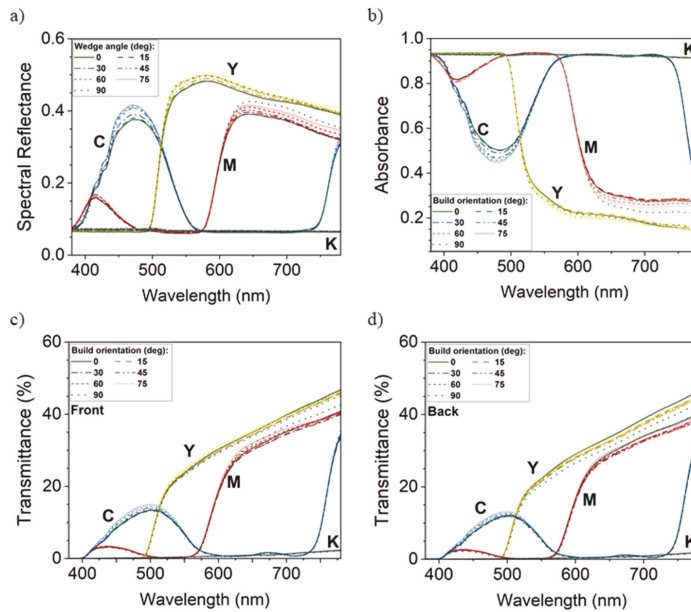 a)
Wedge angle (deg):
0 15
30 45
60 75
90
Y
C
M
K
0.6
0.4
0.2
0.0
400 500 600 700
Spectral Reflectance
Wavelength (nm)
b)
K
C
M
Y
Build orientation (deg):
0 15
30 45
60 75
90
1.0
0.8
0.6
0.4
0.2
400 500 600 700
Absorbance
Wavelength (nm)
c)
Build orientation (deg):
0 15
30 45
60 75
90
Front
Y
M
C
K
60
40
20
0
400 500 600 700
Transmittance (%)
Wavelength (nm)
d)
Build orientation (deg):
0 15
30 45
60 75
90
Back
Y
M
C
K
60
40
20
0
400 500 600 700
Transmittance (%)
Wavelength (nm)